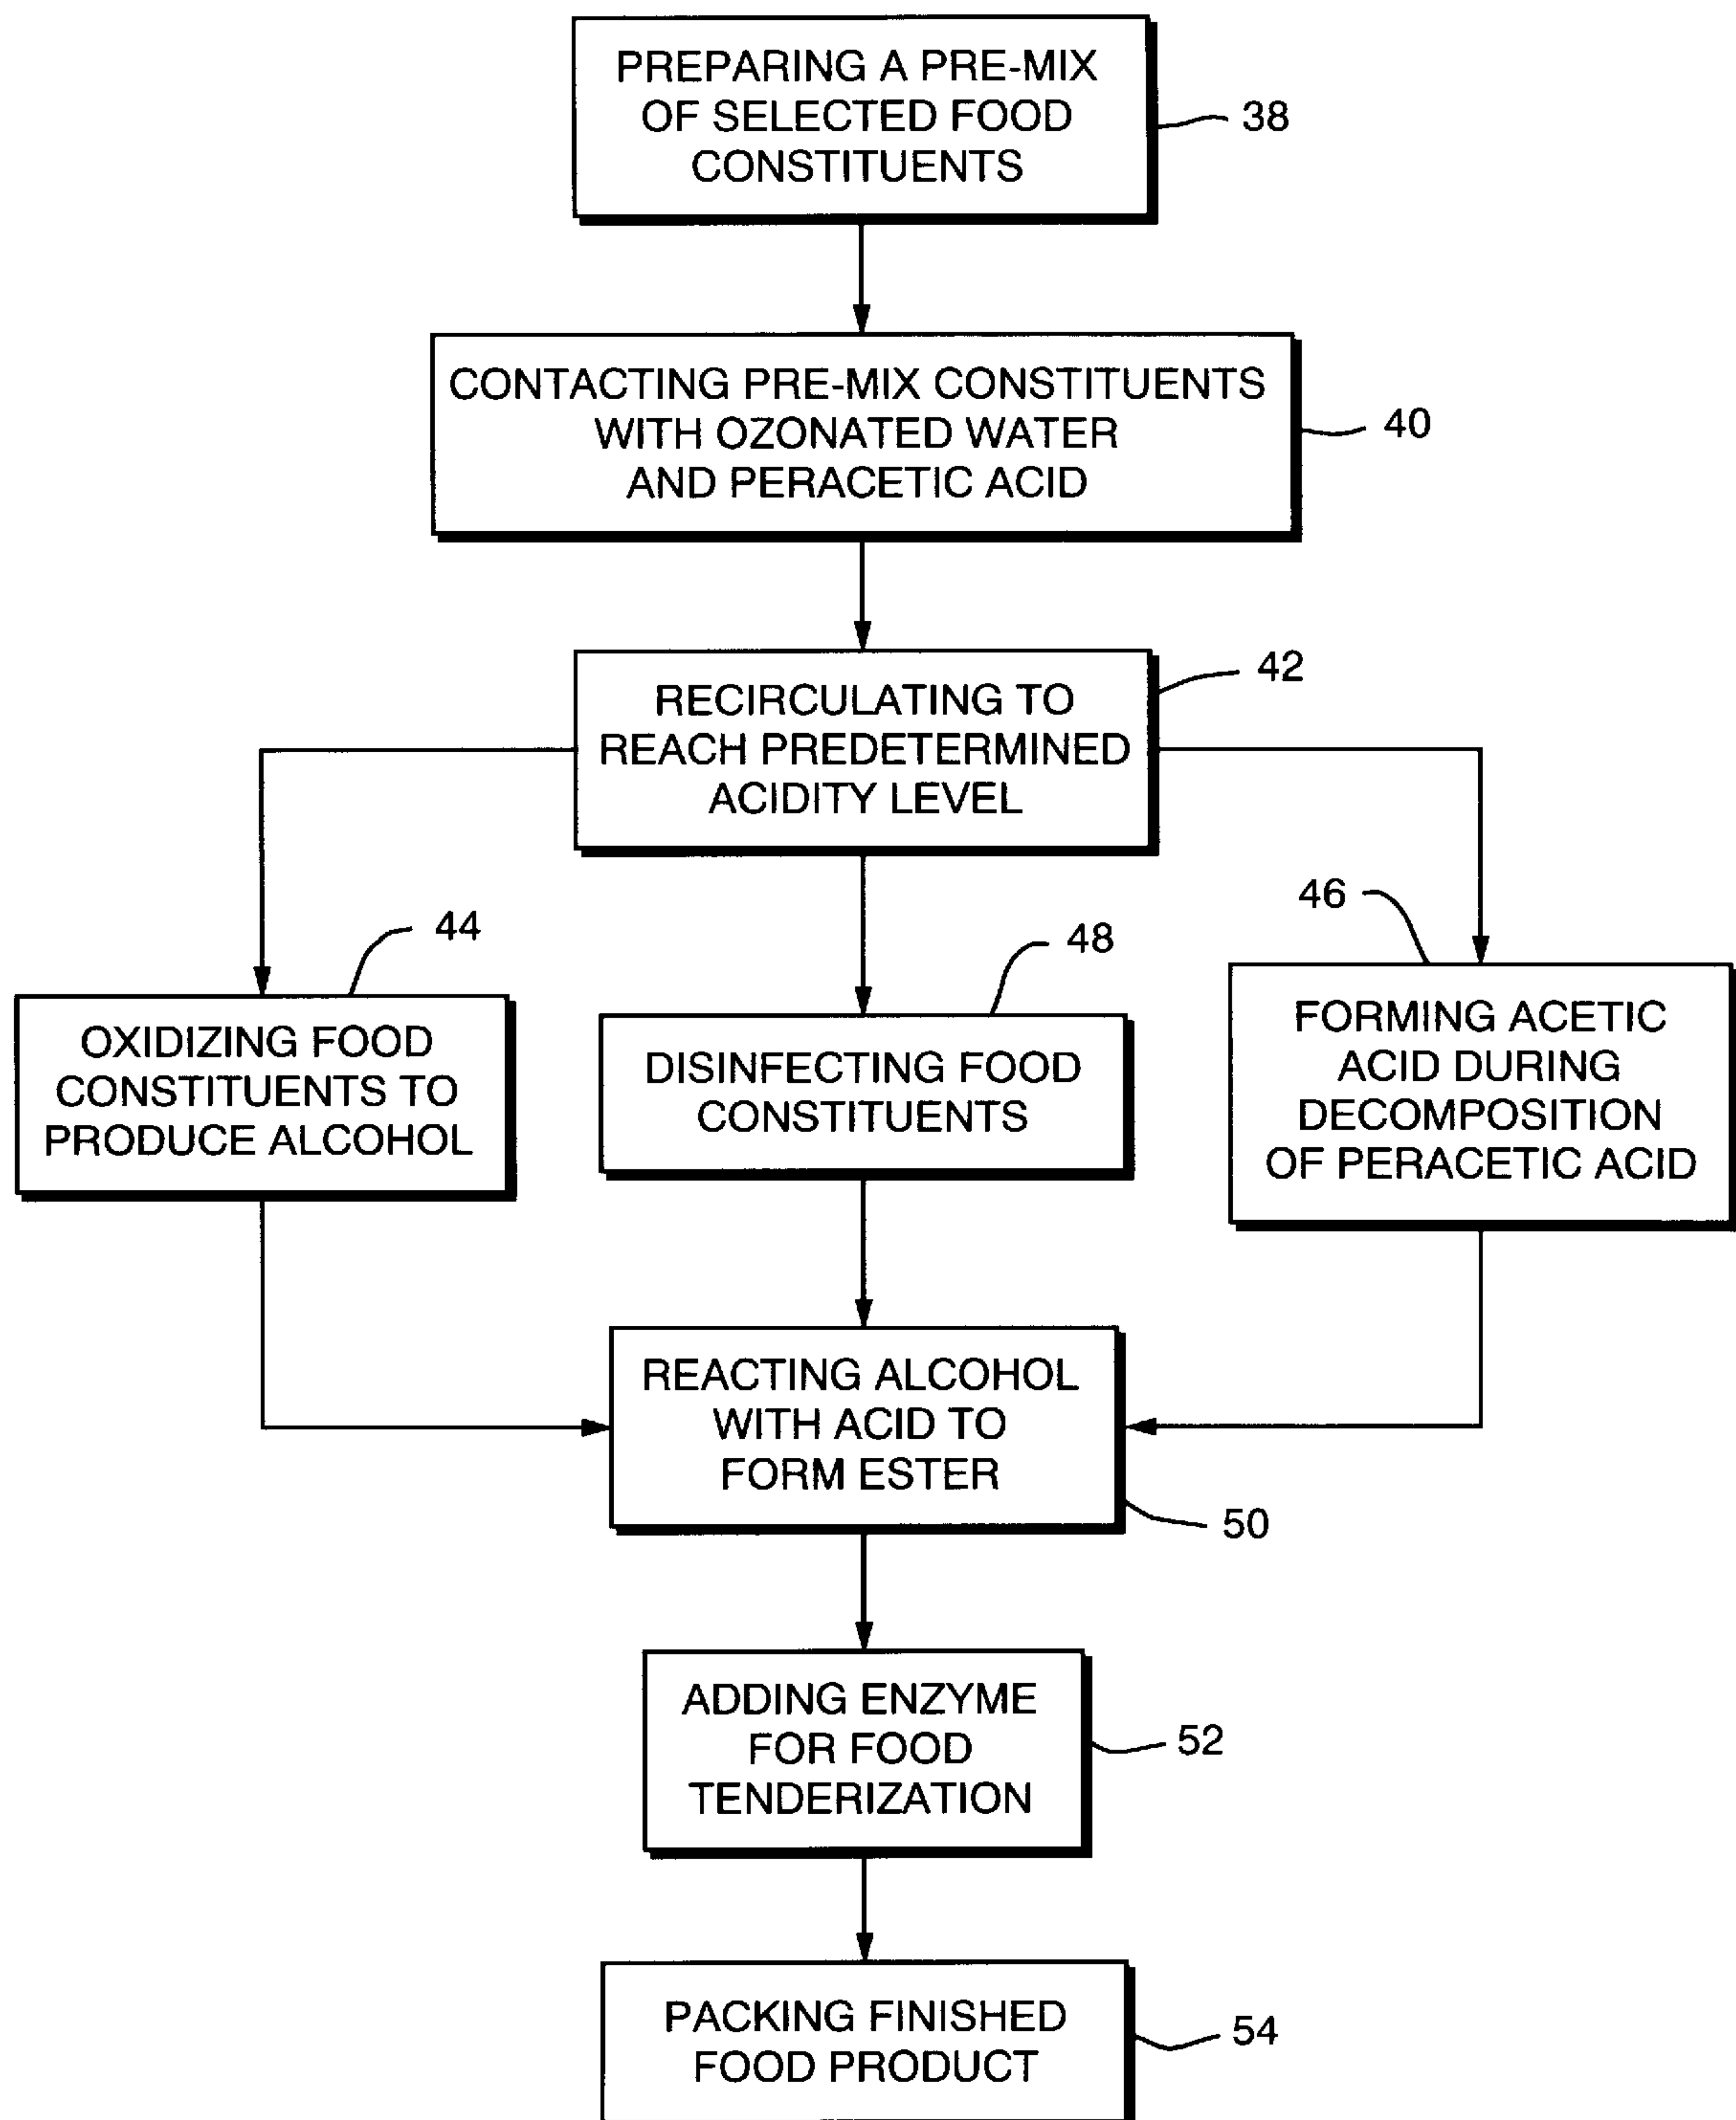 PREPARING A PRE-MIX
OF SELECTED FOOD
CONSTITUENTS
38
CONTACTING PRE-MIX CONSTITUENTS
WITH OZONATED WATER
AND PERACETIC ACID
40
RECIRCULATING TO
REACH PREDETERMINED
ACIDITY LEVEL
42
44
OXIDIZING FOOD
CONSTITUENTS TO
PRODUCE ALCOHOL
48
DISINFECTING FOOD
CONSTITUENTS
46
FORMING ACETIC
ACID DURING
DECOMPOSITION
OF PERACETIC ACID
REACTING ALCOHOL
WITH ACID TO
FORM ESTER
50
ADDING ENZYME
FOR FOOD
TENDERIZATION
52
PACKING FINISHED
FOOD PRODUCT
54